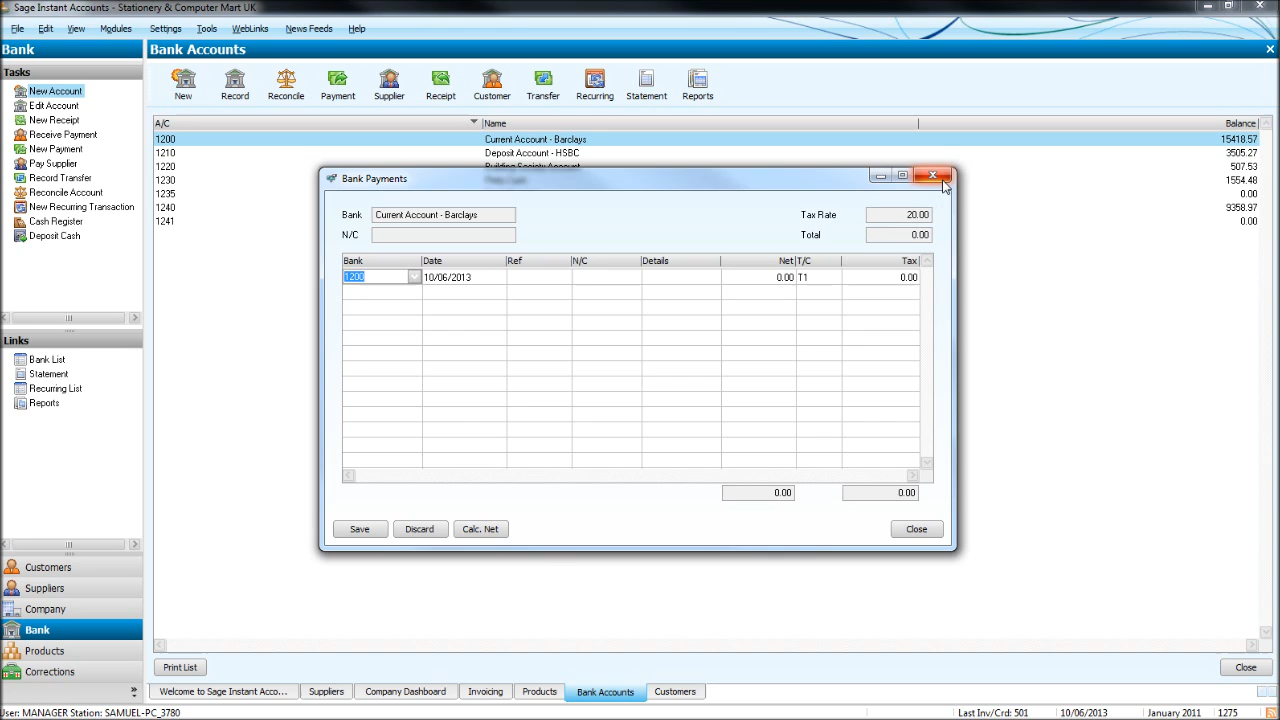 Sage Instant Accounts - Stationery & Computer Mart UK
File Edit View Modules Settings Tools WebLinks News Feeds Help
Bank
Bank Accounts
Tasks
New Account
Edit Account
New Receipt
Receive Payment
New Payment
Pay Supplier
Record Transfer
Reconcile Account
New Recurring Transaction
Cash Register
Deposit Cash
Links
Bank List
Statement
Recurring List
Reports
Customers
Suppliers
Company
Bank
Products
Corrections
New Record Reconcile Payment Supplier Receipt Customer Transfer Recurring Statement Reports
A/C Name Balance
1200 Current Account - Barclays 15418.57
1210 Deposit Account - HSBC 3505.27
1220 Building Society Account 507.53
1230 Petty Cash 1554.48
1235 0.00
1240 9358.97
1241 0.00
Bank Payments
Bank Current Account - Barclays Tax Rate 20.00
N/C Total 0.00
Bank Date Ref N/C Details Net T/C Tax
1200 10/06/2013 0.00 T1 0.00
0.00 0.00
Save Discard Calc. Net Close
Print List Close
Welcome to Sage Instant Acco... Suppliers Company Dashboard Invoicing Products Bank Accounts Customers
User: MANAGER Station: SAMUEL-PC_3780 Last Inv/Crd: 501 10/06/2013 January 2011 1275